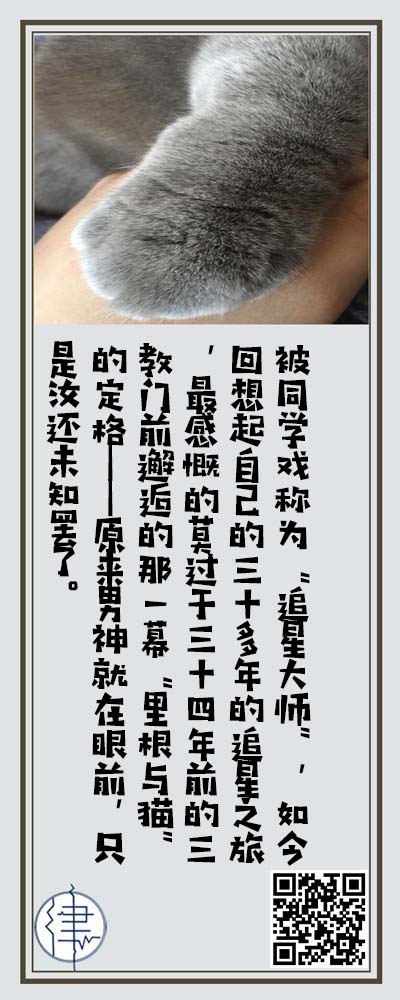 被同学戏称为“追星大师”，如今
回想起自己的三十多年的追星之旅
，最感慨的莫过于三十四年前的三
教门前邂逅的那一幕“里根与猫”
的定格——原来男神就在眼前，只
是汝还未知罢了。